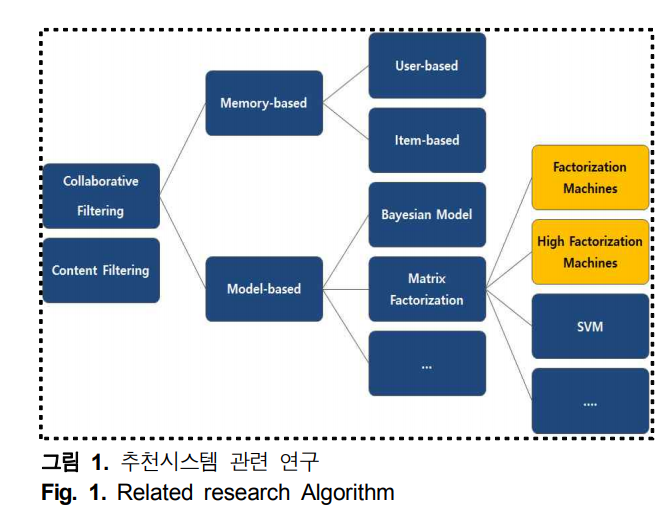 User-based
Memory-based
Item-based
Factorization
Machines
Collaborative
Filtering
Bayesian Model
High Factorization
Machines
Content Filtering
Model-based
Matrix
Factorization
SVM
...
....
그림 1. 추천시스템 관련 연구
Fig. 1. Related research Algorithm